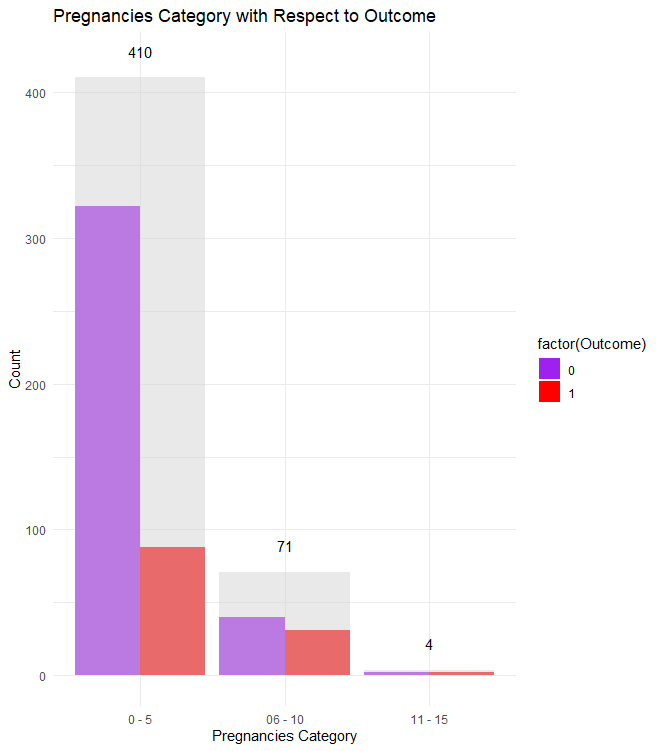 Pregnancies Category with Respect to Outcome
410
400
300
factor(Outcome)
0
1
Count
200
100
71
4
0
0 - 5
06 - 10
11 - 15
Pregnancies Category